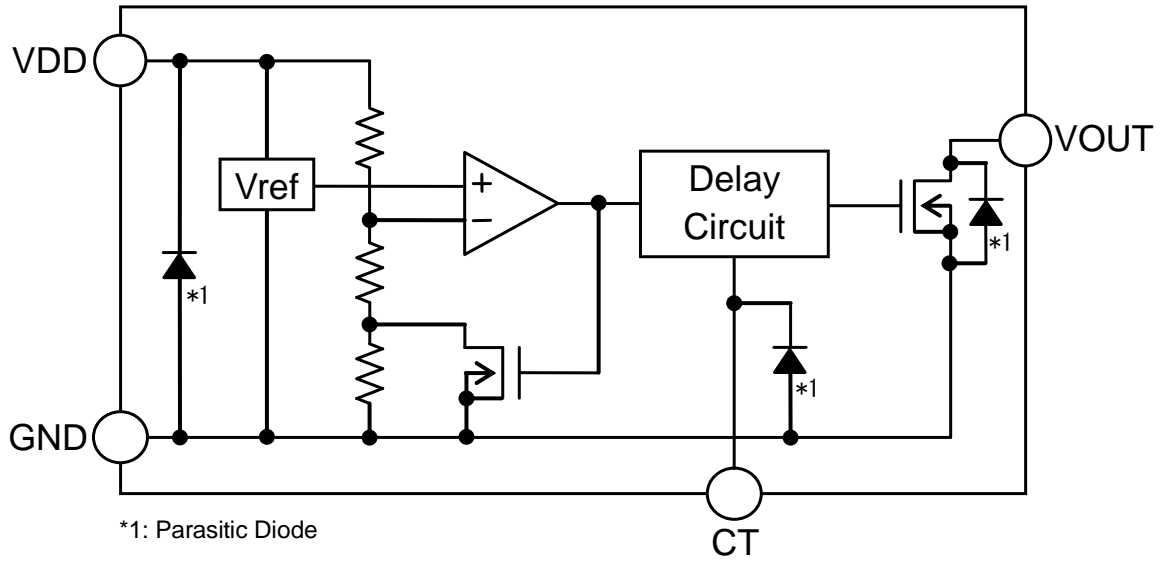 VDD
VOUT
Vref
+
−
Delay
Circuit
*1
*1
*1
GND
*1: Parasitic Diode
CT